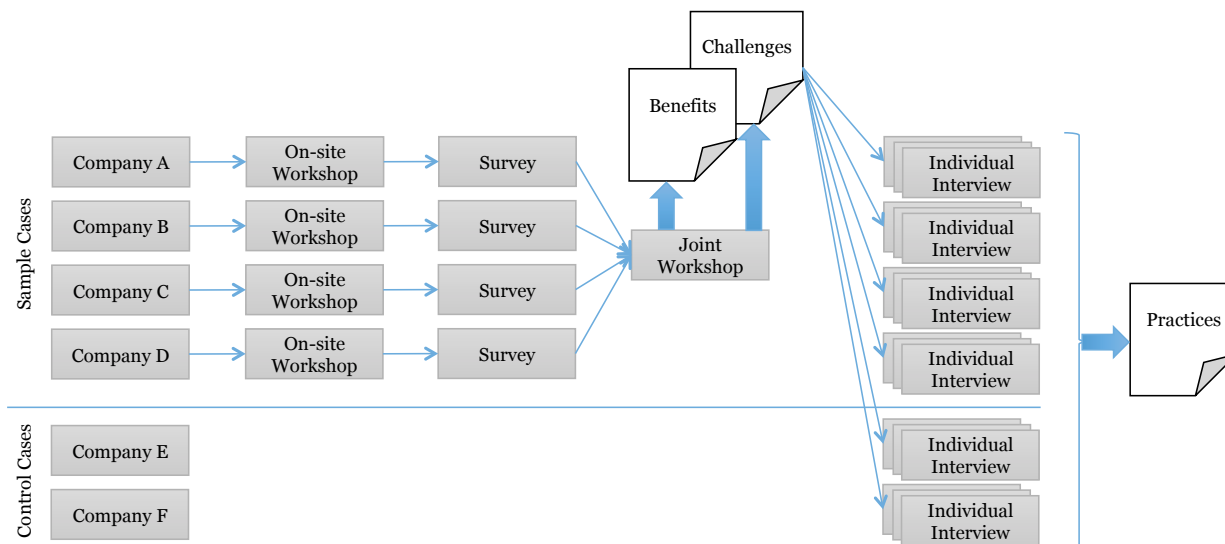 Challenges
Benefits
Sample Cases
Company A
On-site
Workshop
Survey
Individual
Interview
Company B
On-site
Workshop
Survey
Joint
Workshop
Individual
Interview
Company C
On-site
Workshop
Survey
Individual
Interview
Practices
Company D
On-site
Workshop
Survey
Individual
Interview
Control Cases
Company E
Individual
Interview
Company F
Individual
Interview